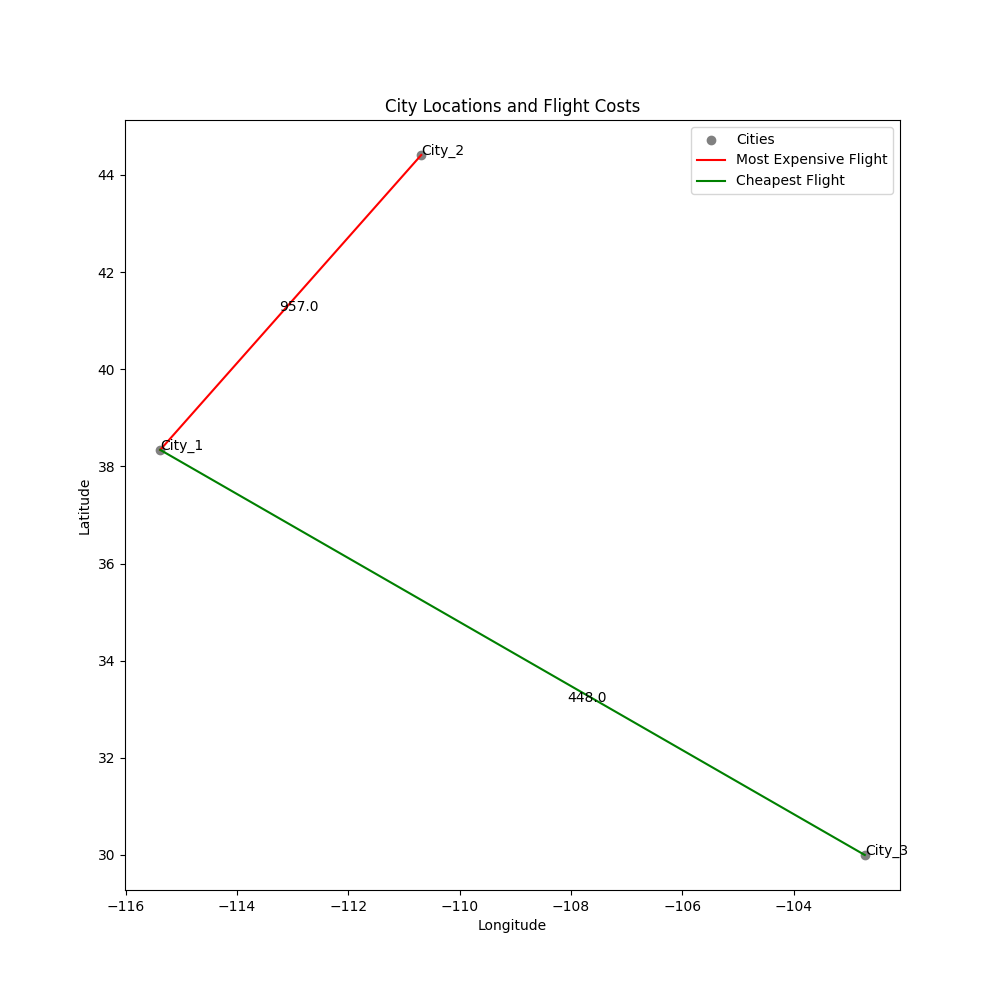 City Locations and Flight Costs
Cities
Most Expensive Flight
Cheapest Flight
City_2
957.0
City_1
448.0
City_3
44
42
40
38
36
34
32
30
Latitude
−116
−114
−112
−110
−108
−106
−104
Longitude